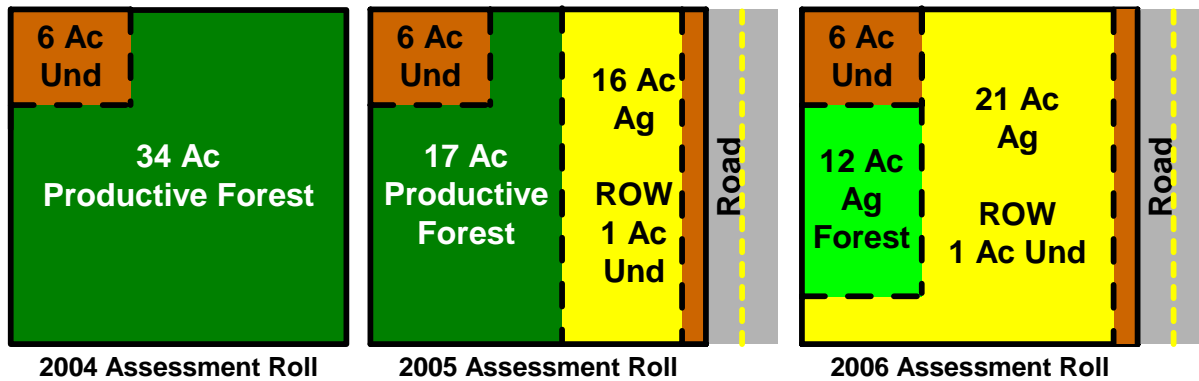 6 Ac
Und
34 Ac
Productive Forest
2004 Assessment Roll
6 Ac
Und
17 Ac
Productive
Forest
16 Ac
Ag
ROW
1 Ac
Und
Road
2005 Assessment Roll
6 Ac
Und
12 Ac
Ag
Forest
21 Ac
Ag
ROW
1 Ac Und
Road
2006 Assessment Roll